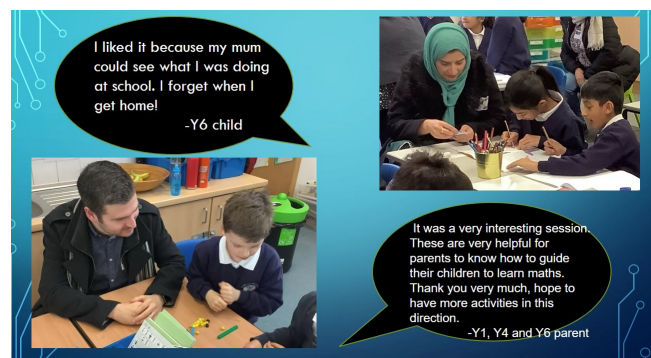 I liked it because my mum
could see what I was doing
at school. I forget when I
get home!
-Y6 child
It was a very interesting session.
These are very helpful for
parents to know how to guide
their children to learn maths.
Thank you very much, hope to
have more activities in this
direction.
-Y1, Y4 and Y6 parent